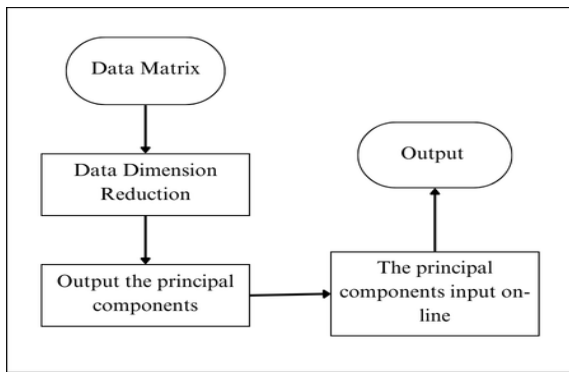 Data Matrix
Data Dimension
Reduction
Output the principal
components
The principal
components input on-
line
Output